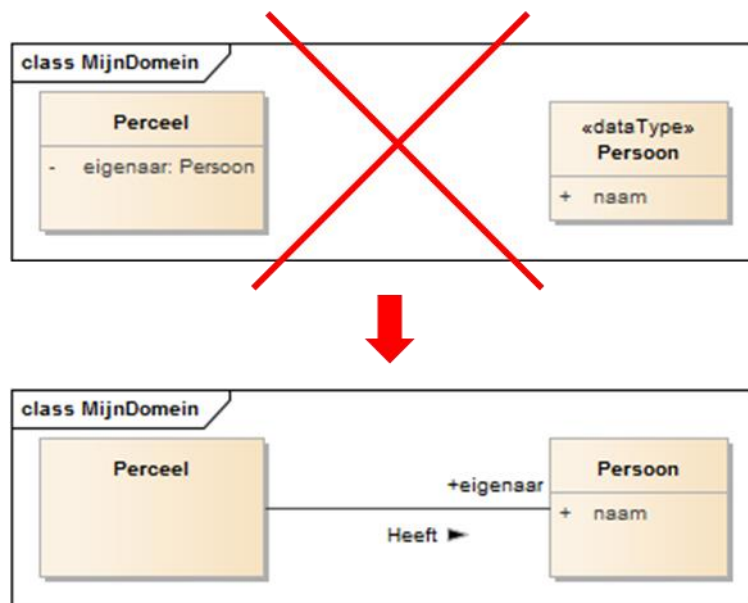 class MijnDomein
Perceel
- eigenaar: Persoon
«dataType»
Persoon
+ naam
class MijnDomein
Perceel
+eigenaar
Heeft ►
Persoon
+ naam